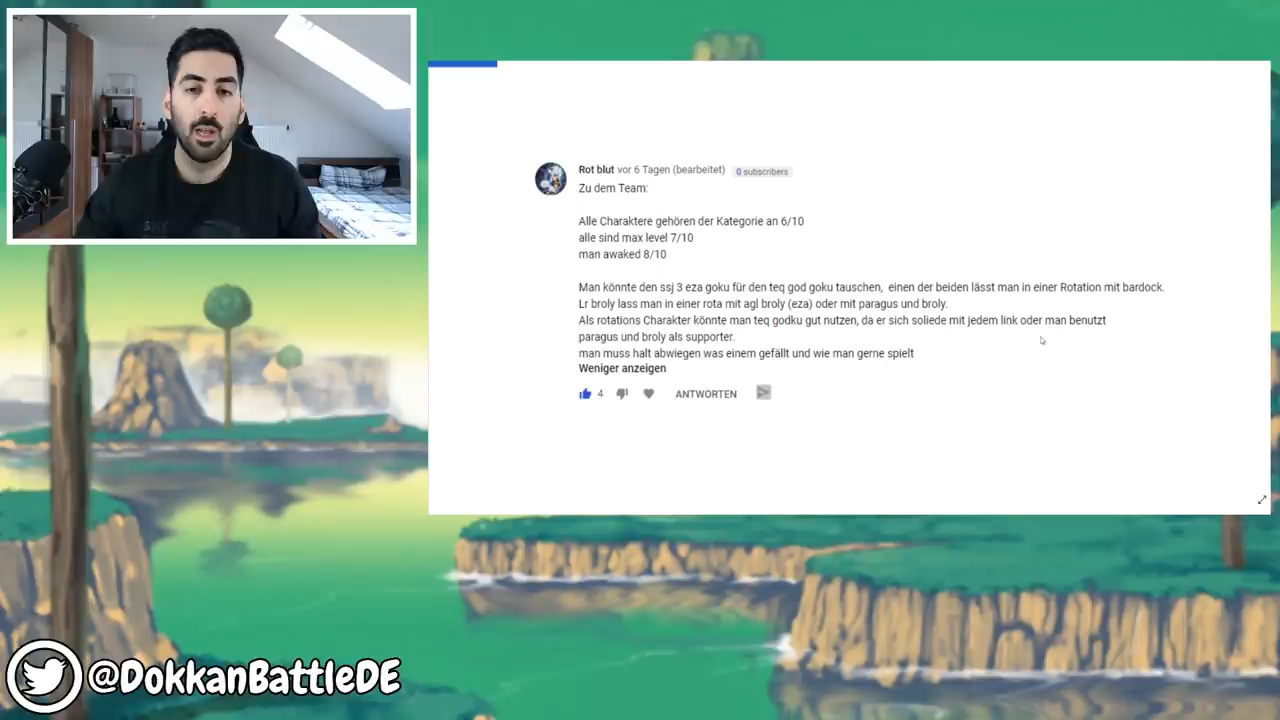 Rot blut vor 6 Tagen (bearbeitet) 0 subscribers
Zu dem Team:
Alle Charaktere gehören der Kategorie an 6/10
alle sind max level 7/10
man awaked 8/10
Man könnte den ssj 3 eza goku für den teq god goku tauschen, einen der beiden lässt man in einer Rotation mit bardock.
Lr broly lass man in einer rota mit agl broly (eza) oder mit paragus und broly.
Als rotations Charakter könnte man teq godku gut nutzen, da er sich soliede mit jedem link oder man benutzt
paragus und broly als supporter.
man muss halt abwiegen was einem gefällt und wie man gerne spielt
Weniger anzeigen
4 ANTWORTEN
@DokkanBattleDE